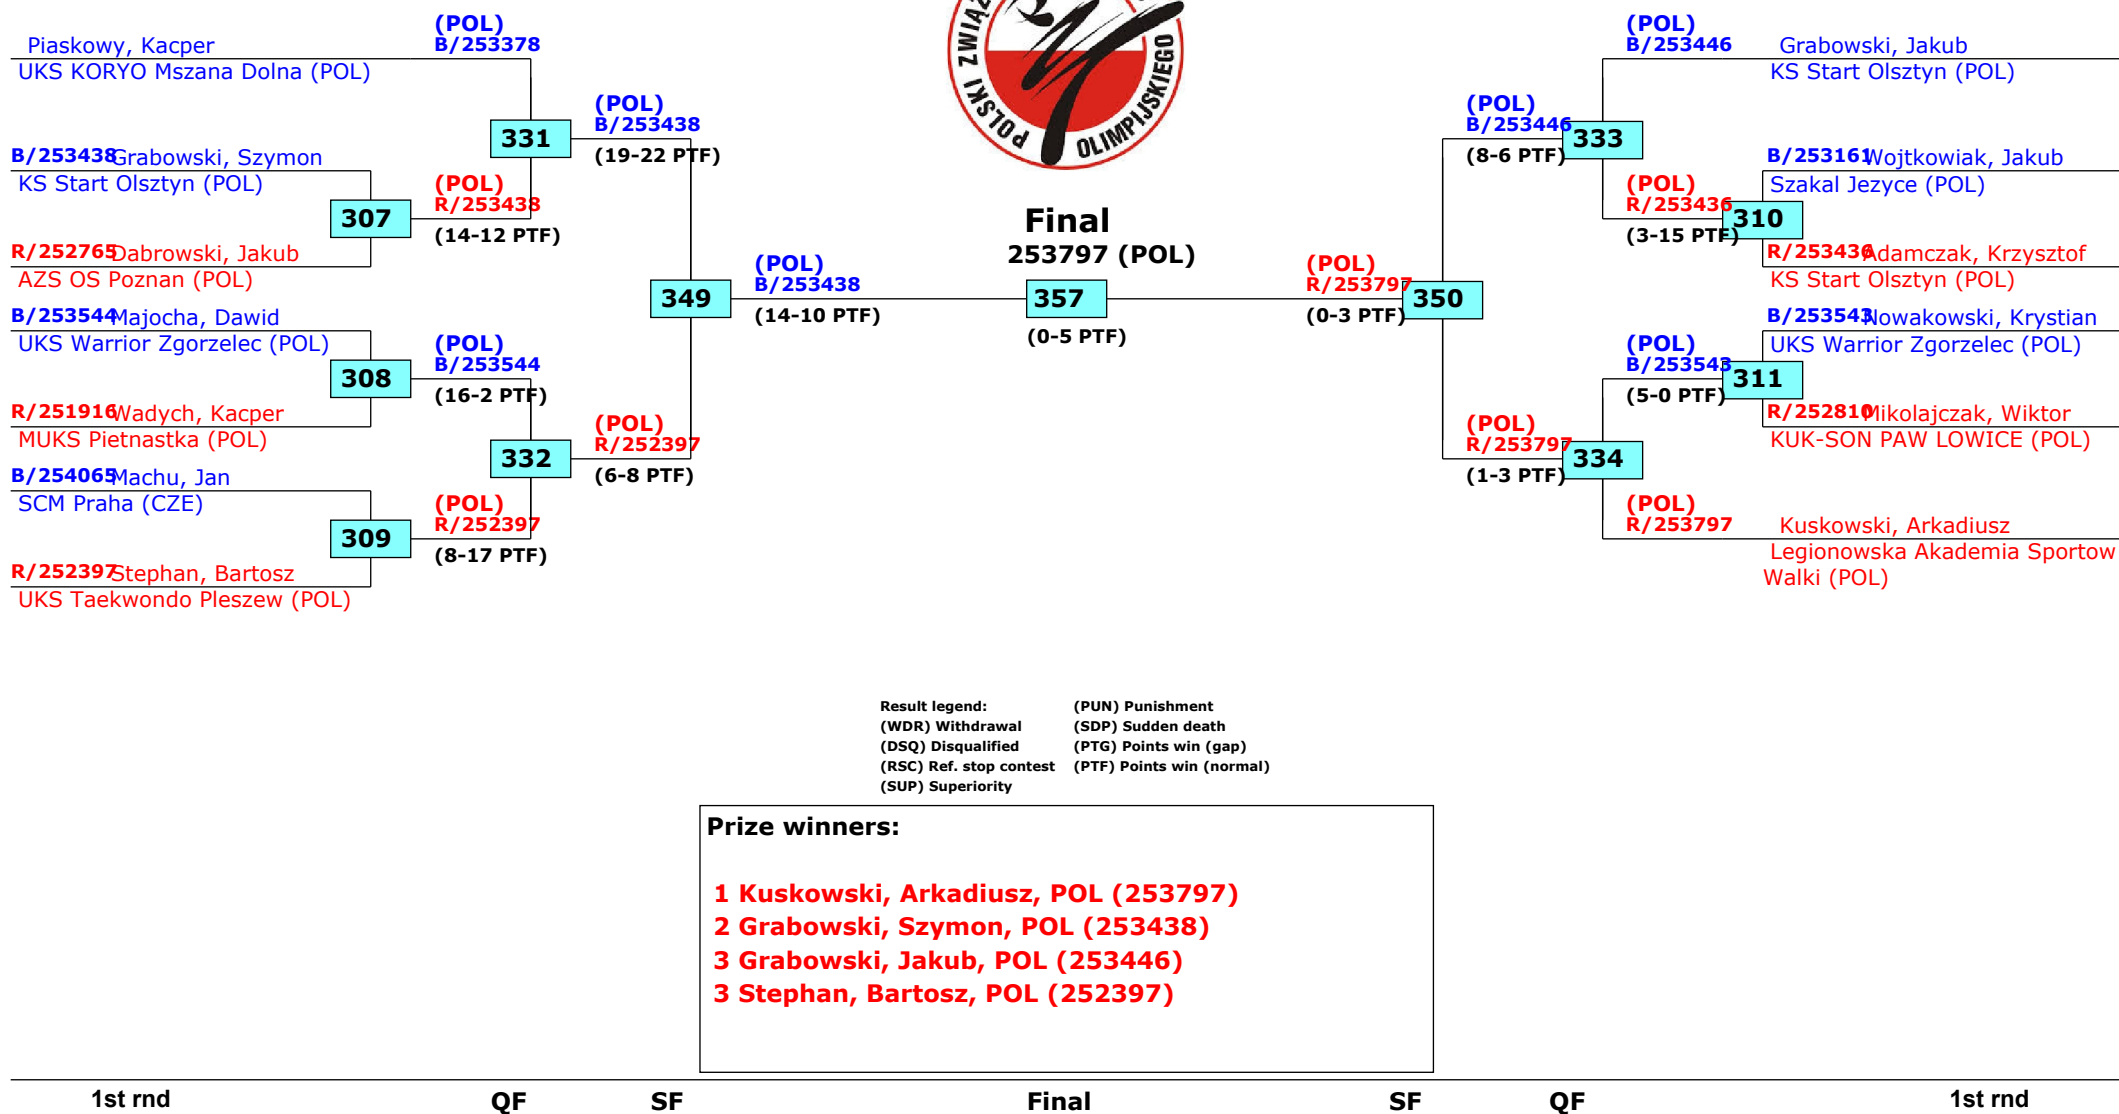 POLSKI ZWIĄZ
OLIMPIJSKIEGO
(POL)
B/253378
Piaskowy, Kacper
UKS KORYO Mszana Dolna (POL)
(POL)
B/253446
Grabowski, Jakub
KS Start Olsztyn (POL)
331
(POL)
B/253438
(19-22 PTF)
(POL)
B/253446
(8-6 PTF)
333
B/253438 Grabowski, Szymon
KS Start Olsztyn (POL)
307
(POL)
R/253438
(14-12 PTF)
R/252765 Dabrowski, Jakub
AZS OS Poznan (POL)
B/253161 Wojtkowiak, Jakub
Szakal Jezyce (POL)
(POL)
R/253436
(3-15 PTF)
310
R/253436 Adamczak, Krzysztof
KS Start Olsztyn (POL)
Final
253797 (POL)
349
(POL)
B/253438
(14-10 PTF)
357
(0-5 PTF)
(POL)
R/253797
(0-3 PTF)
350
B/253544 Majocha, Dawid
UKS Warrior Zgorzelec (POL)
308
(POL)
B/253544
(16-2 PTF)
R/251916 Wadych, Kacper
MUKS Pietnastka (POL)
B/253543 Nowakowski, Krystian
UKS Warrior Zgorzelec (POL)
(POL)
B/253543
(5-0 PTF)
311
R/252810 Mikolajczak, Wiktor
KUK-SON PAW LOWICE (POL)
332
(POL)
R/252397
(6-8 PTF)
(POL)
R/253797
(1-3 PTF)
334
B/254065 Machu, Jan
SCM Praha (CZE)
309
(POL)
R/252397
(8-17 PTF)
R/252397 Stephan, Bartosz
UKS Taekwondo Pleszew (POL)
(POL)
R/253797
Kuskowski, Arkadiusz
Legionowska Akademia Sportow
Walki (POL)
Result legend: (PUN) Punishment
(WDR) Withdrawal (SDP) Sudden death
(DSQ) Disqualified (PTG) Points win (gap)
(RSC) Ref. stop contest (PTF) Points win (normal)
(SUP) Superiority
Prize winners:
1 Kuskowski, Arkadiusz, POL (253797)
2 Grabowski, Szymon, POL (253438)
3 Grabowski, Jakub, POL (253446)
3 Stephan, Bartosz, POL (252397)
1st rnd QF SF Final SF QF 1st rnd